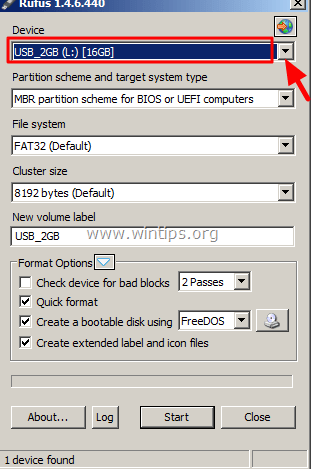 Rufus 1.4.6.440
Device
USB_2GB (L:) [16GB]
Partition scheme and target system type
MBR partition scheme for BIOS or UEFI computers
File system
FAT32 (Default)
Cluster size
8192 bytes (Default)
New volume label
USB_2GB
www.wintips.org
Format Options
Check device for bad blocks 2 Passes
Quick format
Create a bootable disk using FreeDOS
Create extended label and icon files
About... Log Start Close
1 device found